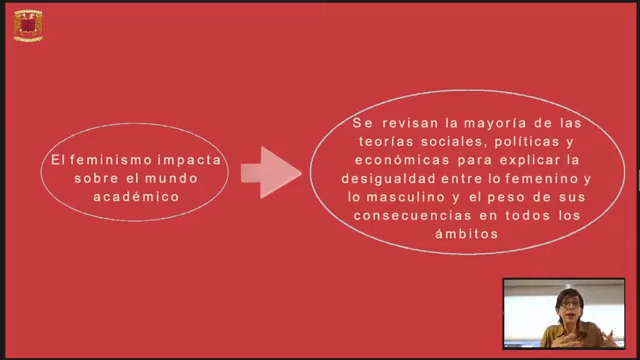 El feminismo impacta
sobre el mundo
académico
Se revisan la mayoría de las
teorías sociales, políticas y
económicas para explicar la
desigualdad entre lo femenino y
lo masculino y el peso de sus
consecuencias en todos los
ámbitos